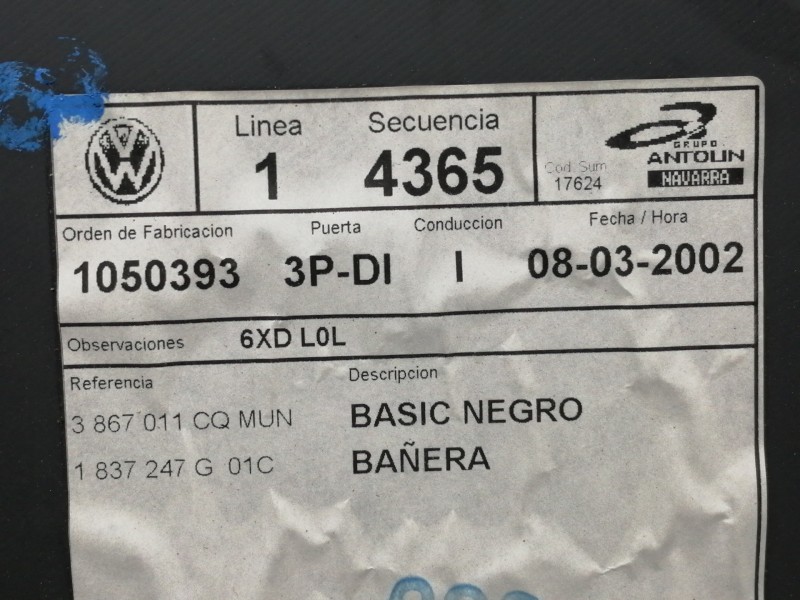 Linea
Secuencia
1
4365
Cod. Sum
17624
GRUPO
ANTOLIN
NAVARRA
Orden de Fabricacion
Puerta
Conduccion
Fecha / Hora
1050393
3P-DI
I
08-03-2002
Observaciones
6XD L0L
Referencia
Descripcion
3 867 011 CQ MUN
BASIC NEGRO
1 837 247 G 01C
BAÑERA